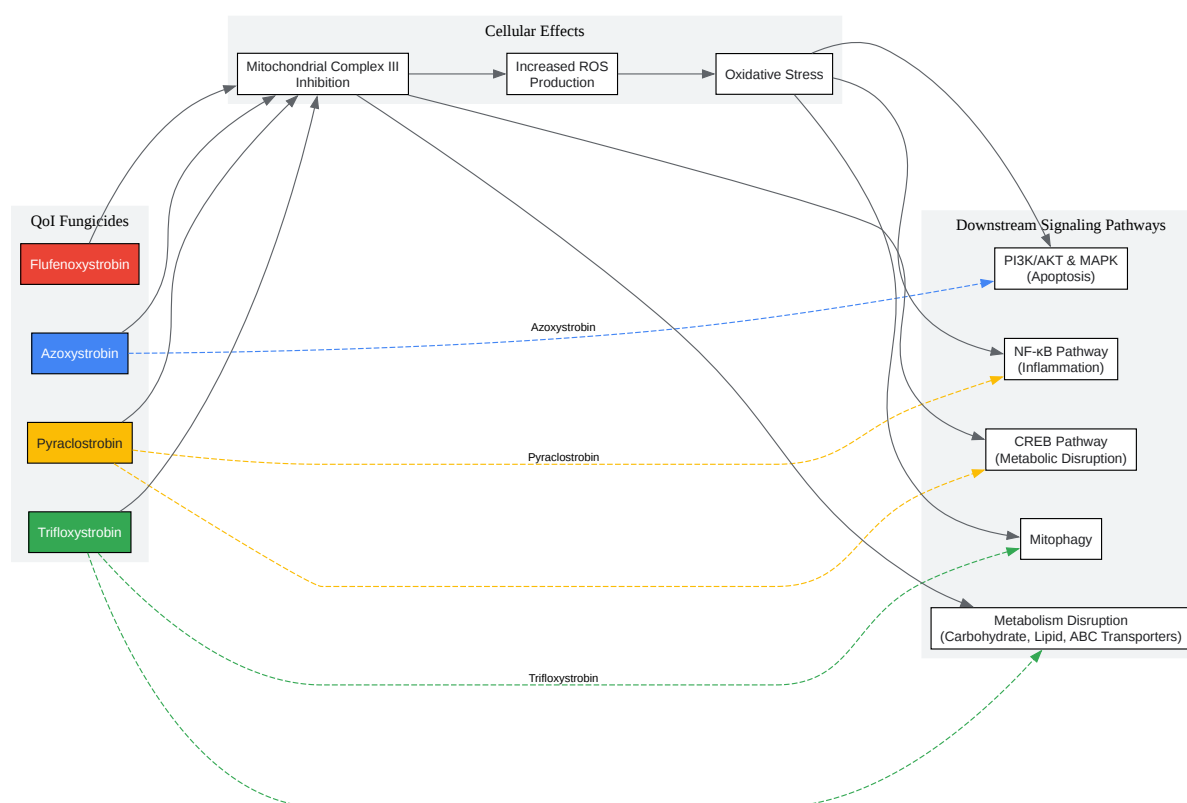 Cellular Effects
Mitochondrial Complex III
Inhibition
Increased ROS
Production
Oxidative Stress
QoI Fungicides
Flufenoxystrobin
Azoxystrobin
Pyraclostrobin
Trifloxystrobin
Azoxystrobin
Pyraclostrobin
Trifloxystrobin
Downstream Signaling Pathways
PI3K/AKT & MAPK
(Apoptosis)
NF-κB Pathway
(Inflammation)
CREB Pathway
(Metabolic Disruption)
Mitophagy
Metabolism Disruption
(Carbohydrate, Lipid, ABC Transporters)